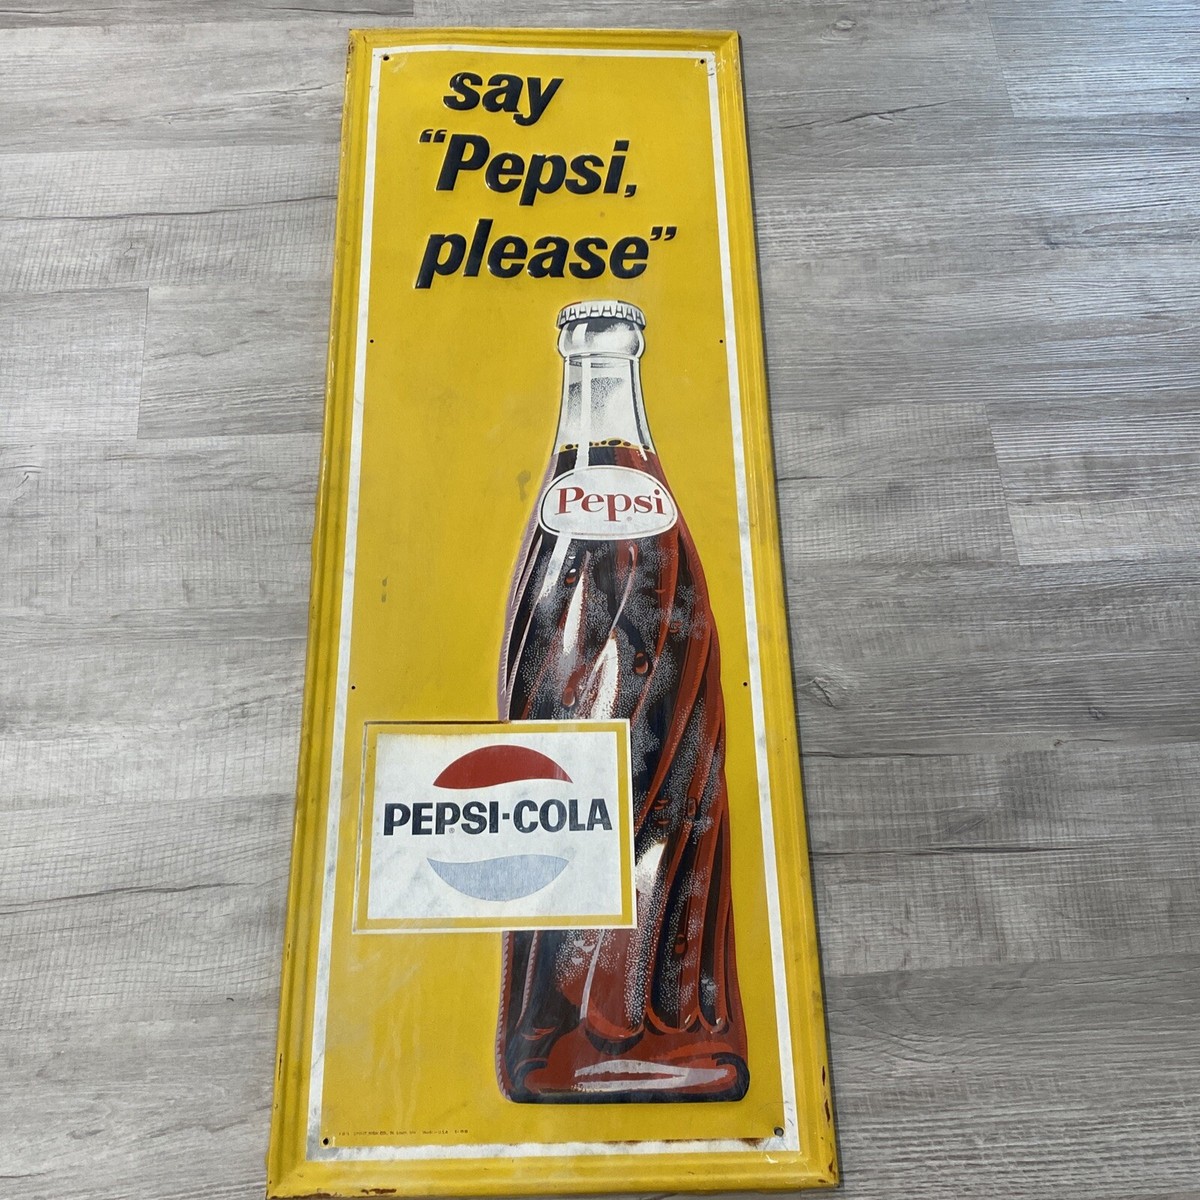 say
“Pepsi,
please”
Pepsi
PEPSI-COLA